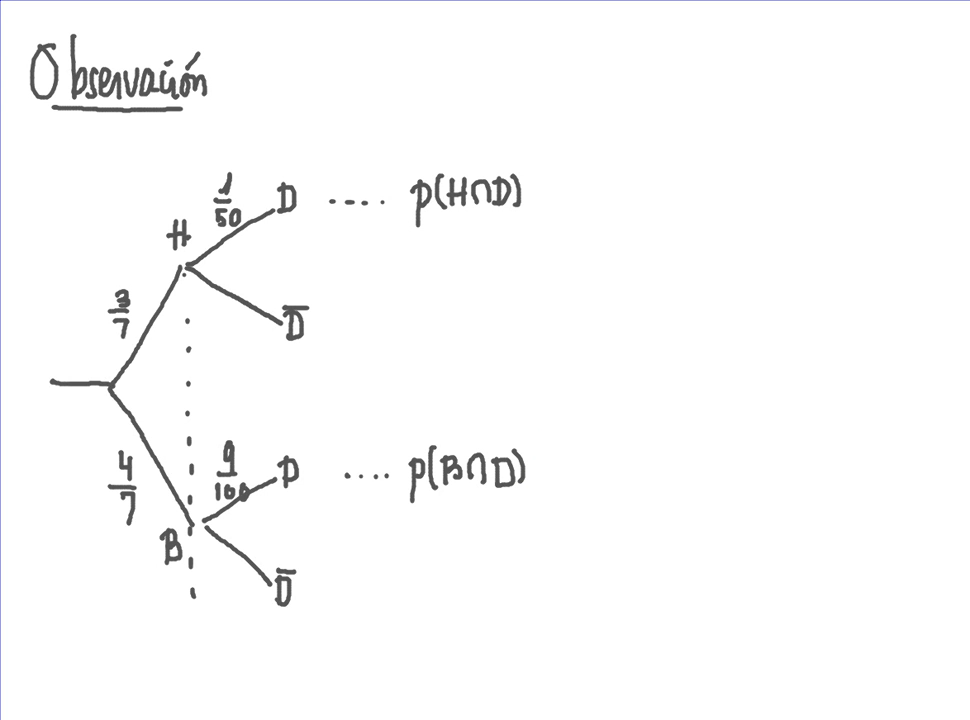 Observación
1/50 D .... p(H∩D)
H
3/7
D̅
4/7
9/100 D .... p(B∩D)
B
D̅